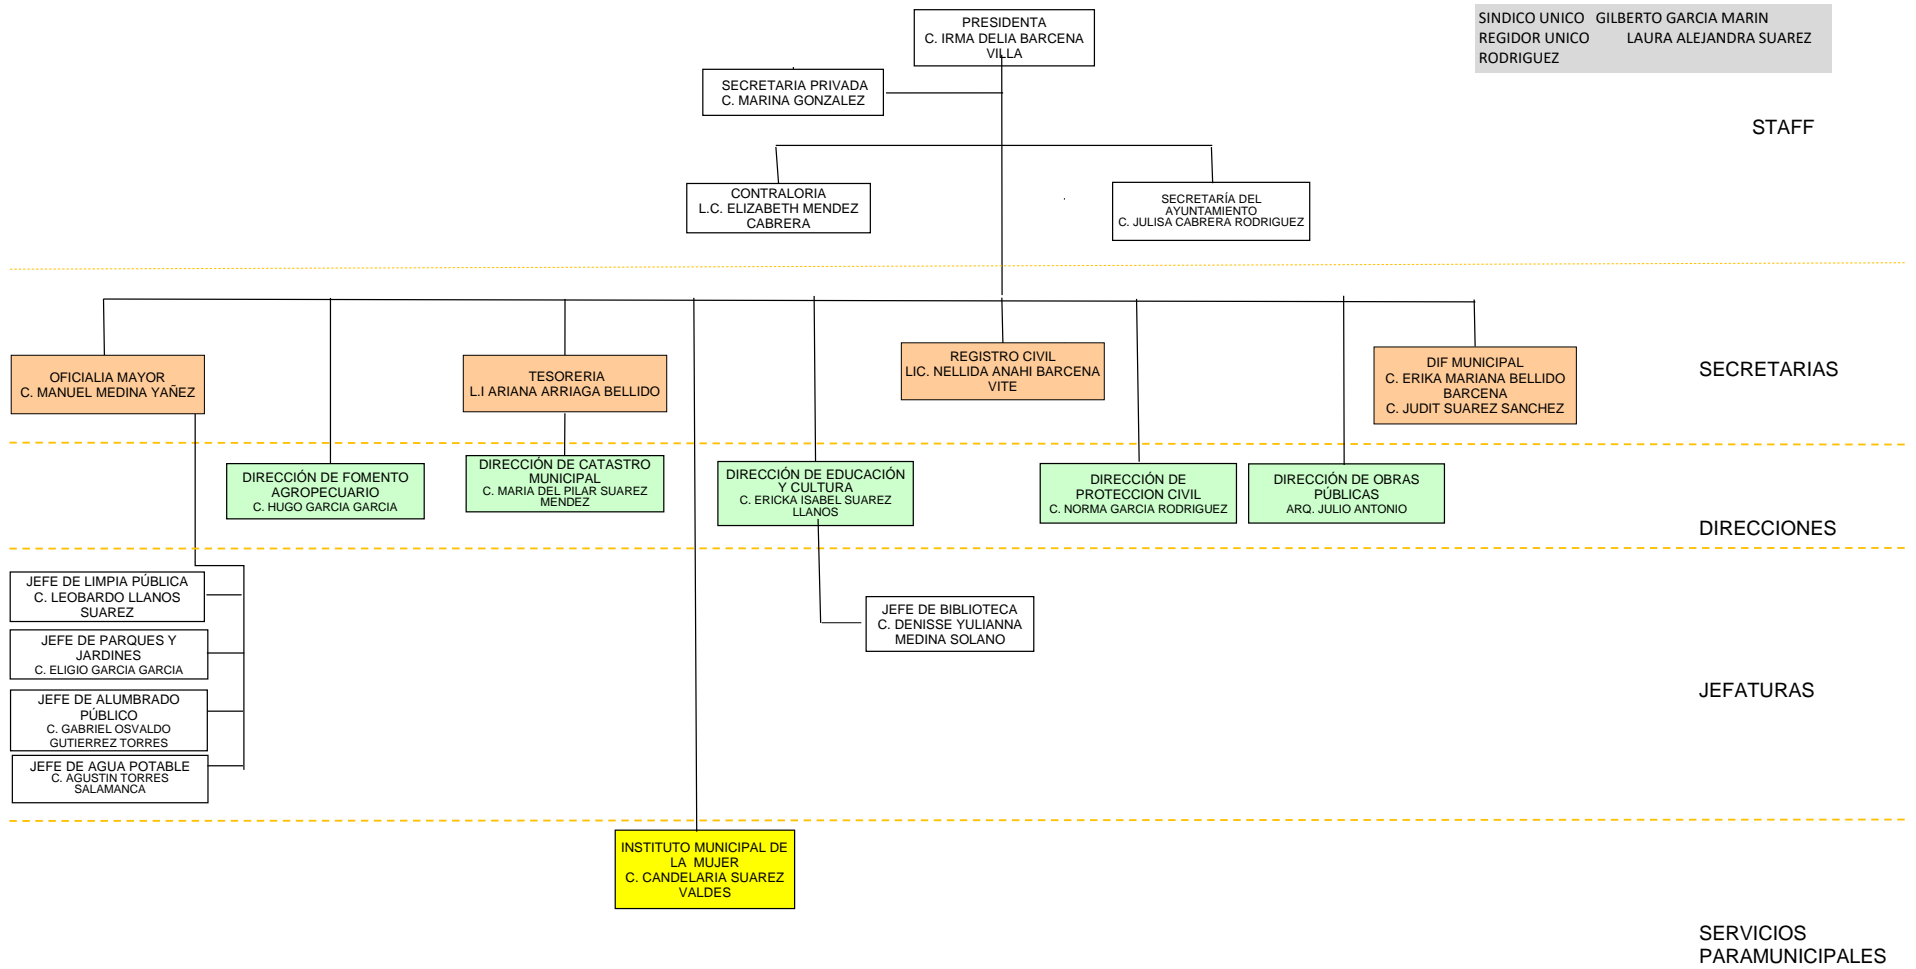 PRESIDENTA
C. IRMA DELIA BARCENA
VILLA
SINDICO UNICO GILBERTO GARCIA MARIN
REGIDOR UNICO LAURA ALEJANDRA SUAREZ
RODRIGUEZ
SECRETARIA PRIVADA
C. MARINA GONZALEZ
STAFF
CONTRALORIA
L.C. ELIZABETH MENDEZ
CABRERA
SECRETARÍA DEL
AYUNTAMIENTO
C. JULISA CABRERA RODRIGUEZ
OFICIALIA MAYOR
C. MANUEL MEDINA YAÑEZ
TESORERIA
L.I ARIANA ARRIAGA BELLIDO
REGISTRO CIVIL
LIC. NELLIDA ANAHI BARCENA
VITE
DIF MUNICIPAL
C. ERIKA MARIANA BELLIDO
BARCENA
C. JUDIT SUAREZ SANCHEZ
SECRETARIAS
DIRECCIÓN DE FOMENTO
AGROPECUARIO
C. HUGO GARCIA GARCIA
DIRECCIÓN DE CATASTRO
MUNICIPAL
C. MARIA DEL PILAR SUAREZ
MENDEZ
DIRECCIÓN DE EDUCACIÓN
Y CULTURA
C. ERICKA ISABEL SUAREZ
LLANOS
DIRECCIÓN DE
PROTECCION CIVIL
C. NORMA GARCIA RODRIGUEZ
DIRECCIÓN DE OBRAS
PÚBLICAS
ARQ. JULIO ANTONIO
DIRECCIONES
JEFE DE LIMPIA PÚBLICA
C. LEOBARDO LLANOS
SUAREZ
JEFE DE PARQUES Y
JARDINES
C. ELIGIO GARCIA GARCIA
JEFE DE ALUMBRADO
PÚBLICO
C. GABRIEL OSVALDO
GUTIERREZ TORRES
JEFE DE AGUA POTABLE
C. AGUSTIN TORRES
SALAMANCA
JEFE DE BIBLIOTECA
C. DENISSE YULIANNA
MEDINA SOLANO
JEFATURAS
INSTITUTO MUNICIPAL DE
LA MUJER
C. CANDELARIA SUAREZ
VALDES
SERVICIOS
PARAMUNICIPALES